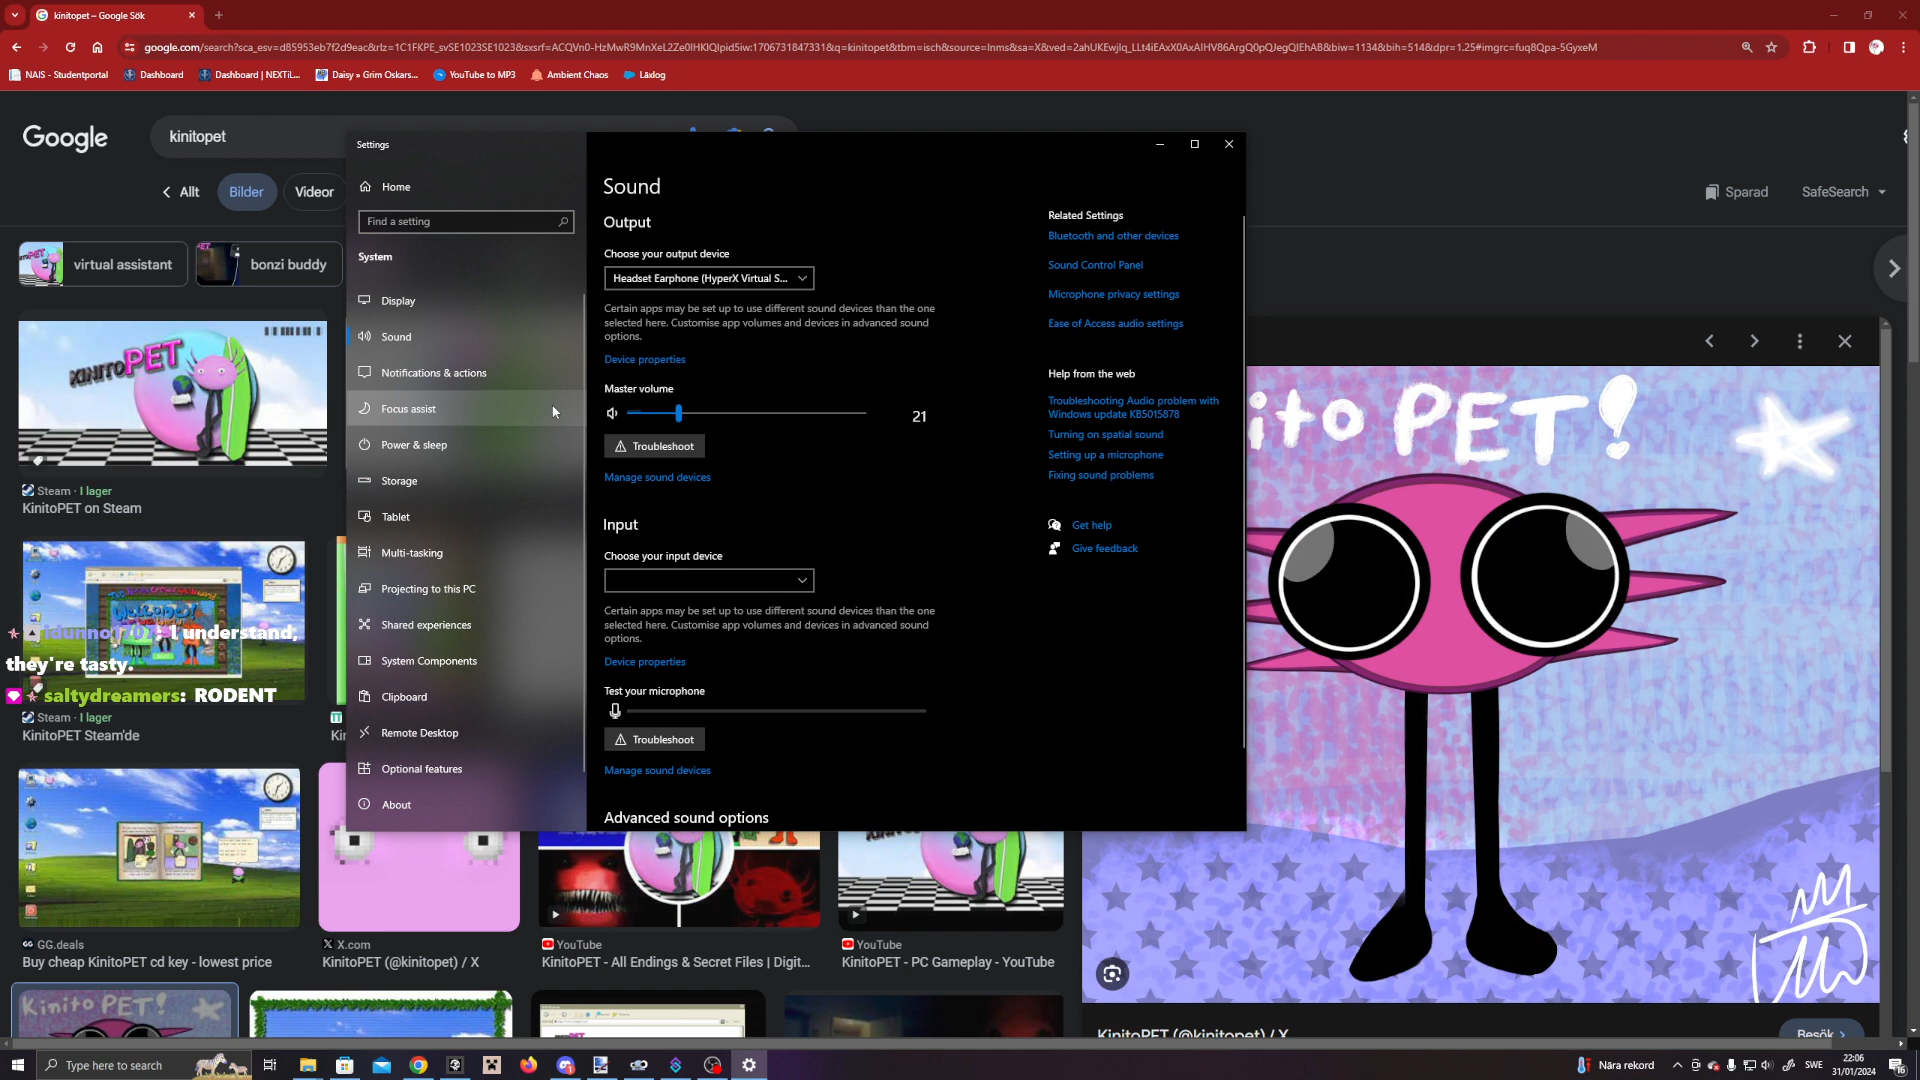 kinitopet – Google Sök
google.com/search?sca_esv=d85953eb7f2d9eac&rlz=1C1FKPE_svSE1023SE1023&sxsrf=ACQVn0-HzMwR9MnXeL2Ze0IHKIQIpid5iw:1706731847331&q=kinitopet&tbm=isch&source=lnms&sa=X&ved=2ahUKEwjIq_LLt4iEAxX0AxAIHV86ArgQ0pQJegQIEhAB&biw=1134&bih=514&dpr=1.25#imgrc=fuq8Qpa-SGyxeM
NAIS - Studentportal
Dashboard
Dashboard | NEXTiL...
Daisy » Grim Oskars...
YouTube to MP3
Ambient Chaos
Läxlog
Google
kinitopet
Allt
Bilder
Videor
Sparad
SafeSearch
virtual assistant
bonzi buddy
Settings
Home
Find a setting
System
Display
Sound
Notifications & actions
Focus assist
Power & sleep
Storage
Tablet
Multi-tasking
Projecting to this PC
Shared experiences
System Components
Clipboard
Remote Desktop
Optional features
About
Sound
Output
Choose your output device
Headset Earphone (HyperX Virtual S...
Certain apps may be set up to use different sound devices than the one
selected here. Customise app volumes and devices in advanced sound
options.
Device properties
Master volume
21
Troubleshoot
Manage sound devices
Input
Choose your input device
Certain apps may be set up to use different sound devices than the one
selected here. Customise app volumes and devices in advanced sound
options.
Device properties
Test your microphone
Troubleshoot
Manage sound devices
Advanced sound options
Related Settings
Bluetooth and other devices
Sound Control Panel
Microphone privacy settings
Ease of Access audio settings
Help from the web
Troubleshooting Audio problem with
Windows update KB5015878
Turning on spatial sound
Setting up a microphone
Fixing sound problems
Get help
Give feedback
KINITO PET
Steam · I lager
KinitoPET on Steam
I understand,
they're tasty.
saltydreamers: RODENT
Steam · I lager
KinitoPET Steam'de
GG.deals
Buy cheap KinitoPET cd key - lowest price
X.com
KinitoPET (@kinitopet) / X
YouTube
KinitoPET - All Endings & Secret Files | Digit...
YouTube
KinitoPET - PC Gameplay - YouTube
Kinito PET!
ito PET!
KinitoPET (@kinitopet) / X
Besök
Type here to search
Nära rekord
SWE
22:06
31/01/2024
16